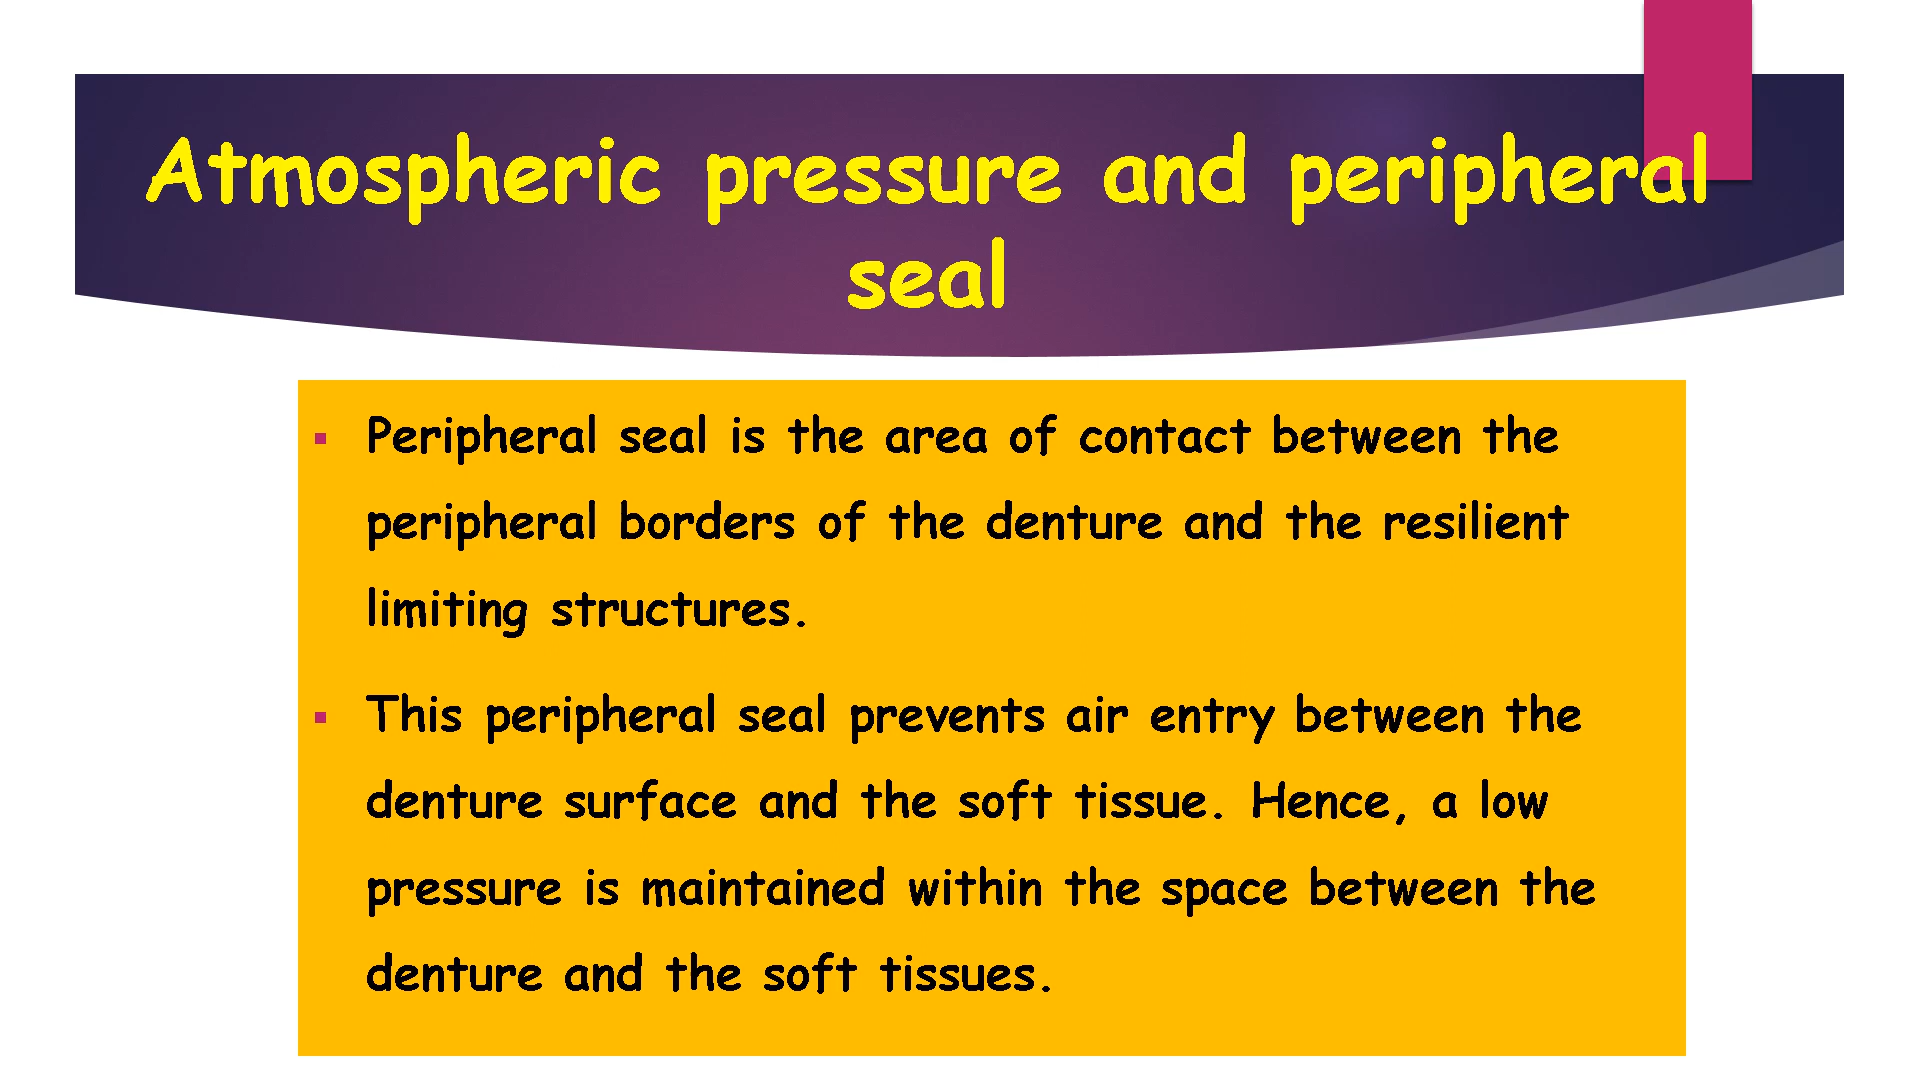 Atmospheric pressure and peripheral
seal
▪ Peripheral seal is the area of contact between the
peripheral borders of the denture and the resilient
limiting structures.
▪ This peripheral seal prevents air entry between the
denture surface and the soft tissue. Hence, a low
pressure is maintained within the space between the
denture and the soft tissues.